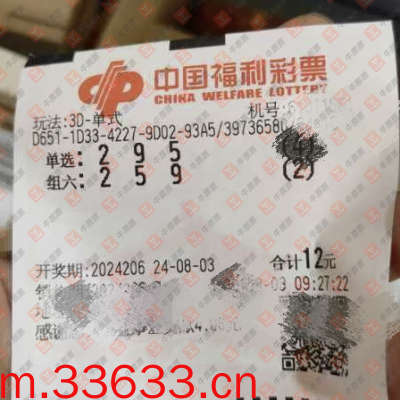 中国福利彩票
CHINA WELFARE LOTTERY
玩法:3D-单式 机号:
D651-1D33-4227-9D02-93A5/3973658
单选: 2 9 5 (4)
组六: 2 5 9 (2)
开奖期:2024206 24-08-03 合计12元
-03 09:27:22
m.33633.cn